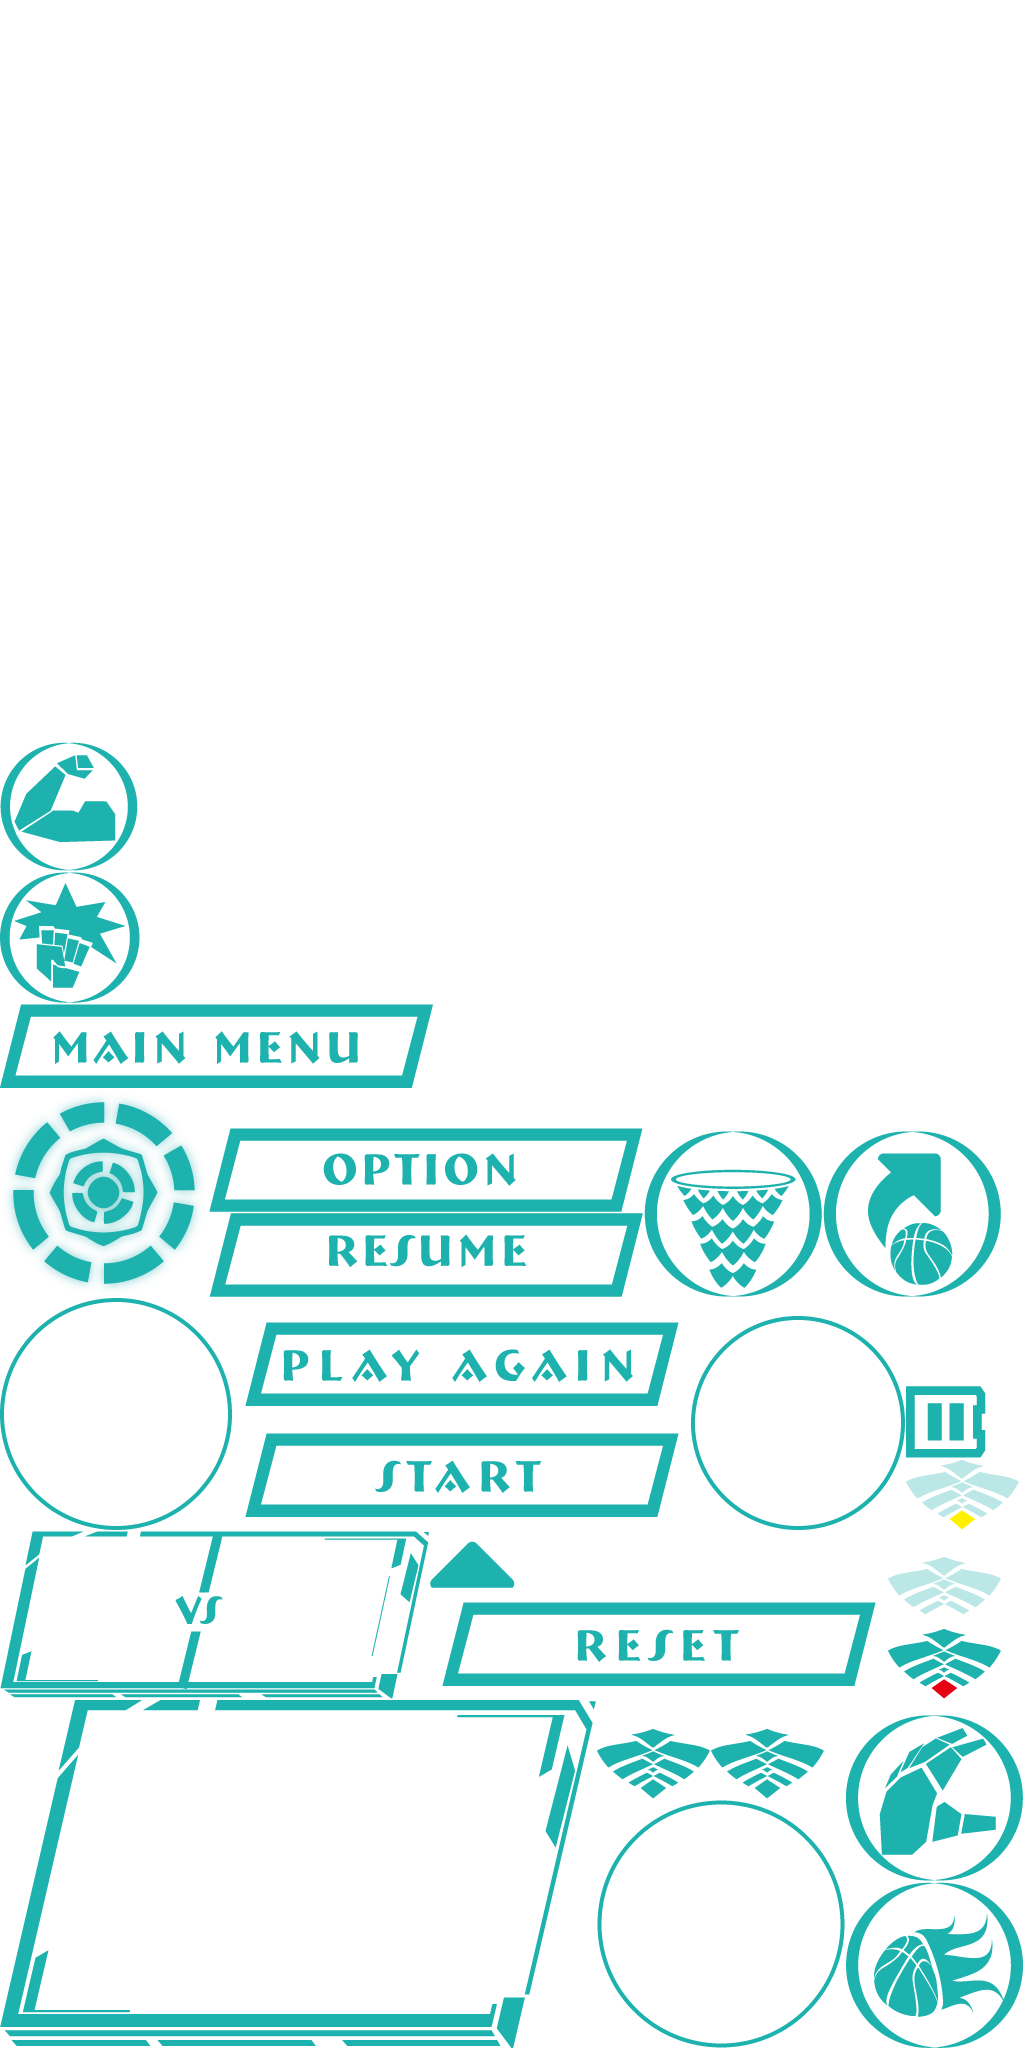 MAIN MENU
OPTION
RESUME
PLAY AGAIN
START
VS
RESET